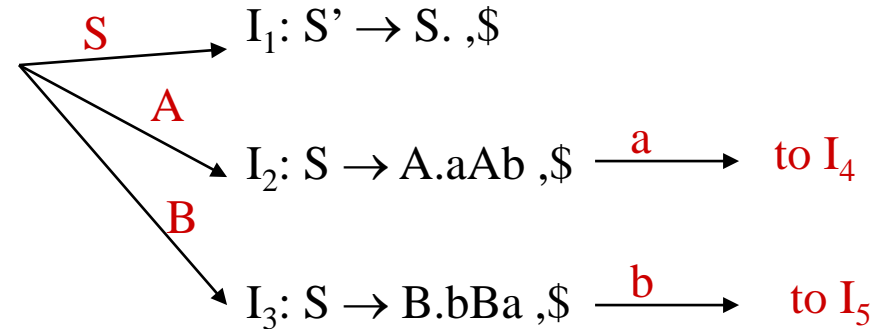 S
I₁: S’ → S. ,$
A
I₂: S → A.aAb ,$
a
to I₄
B
I₃: S → B.bBa ,$
b
to I₅